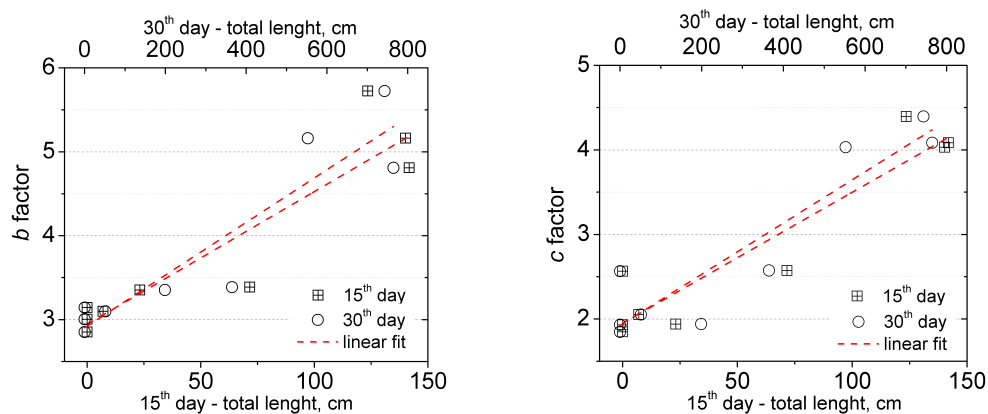 30th day - total lenght, cm
0 200 400 600 800
6
5
4
3
b factor
15th day
30th day
linear fit
0 50 100 150
15th day - total lenght, cm
30th day - total lenght, cm
0 200 400 600 800
5
4
3
2
c factor
15th day
30th day
linear fit
0 50 100 150
15th day - total lenght, cm